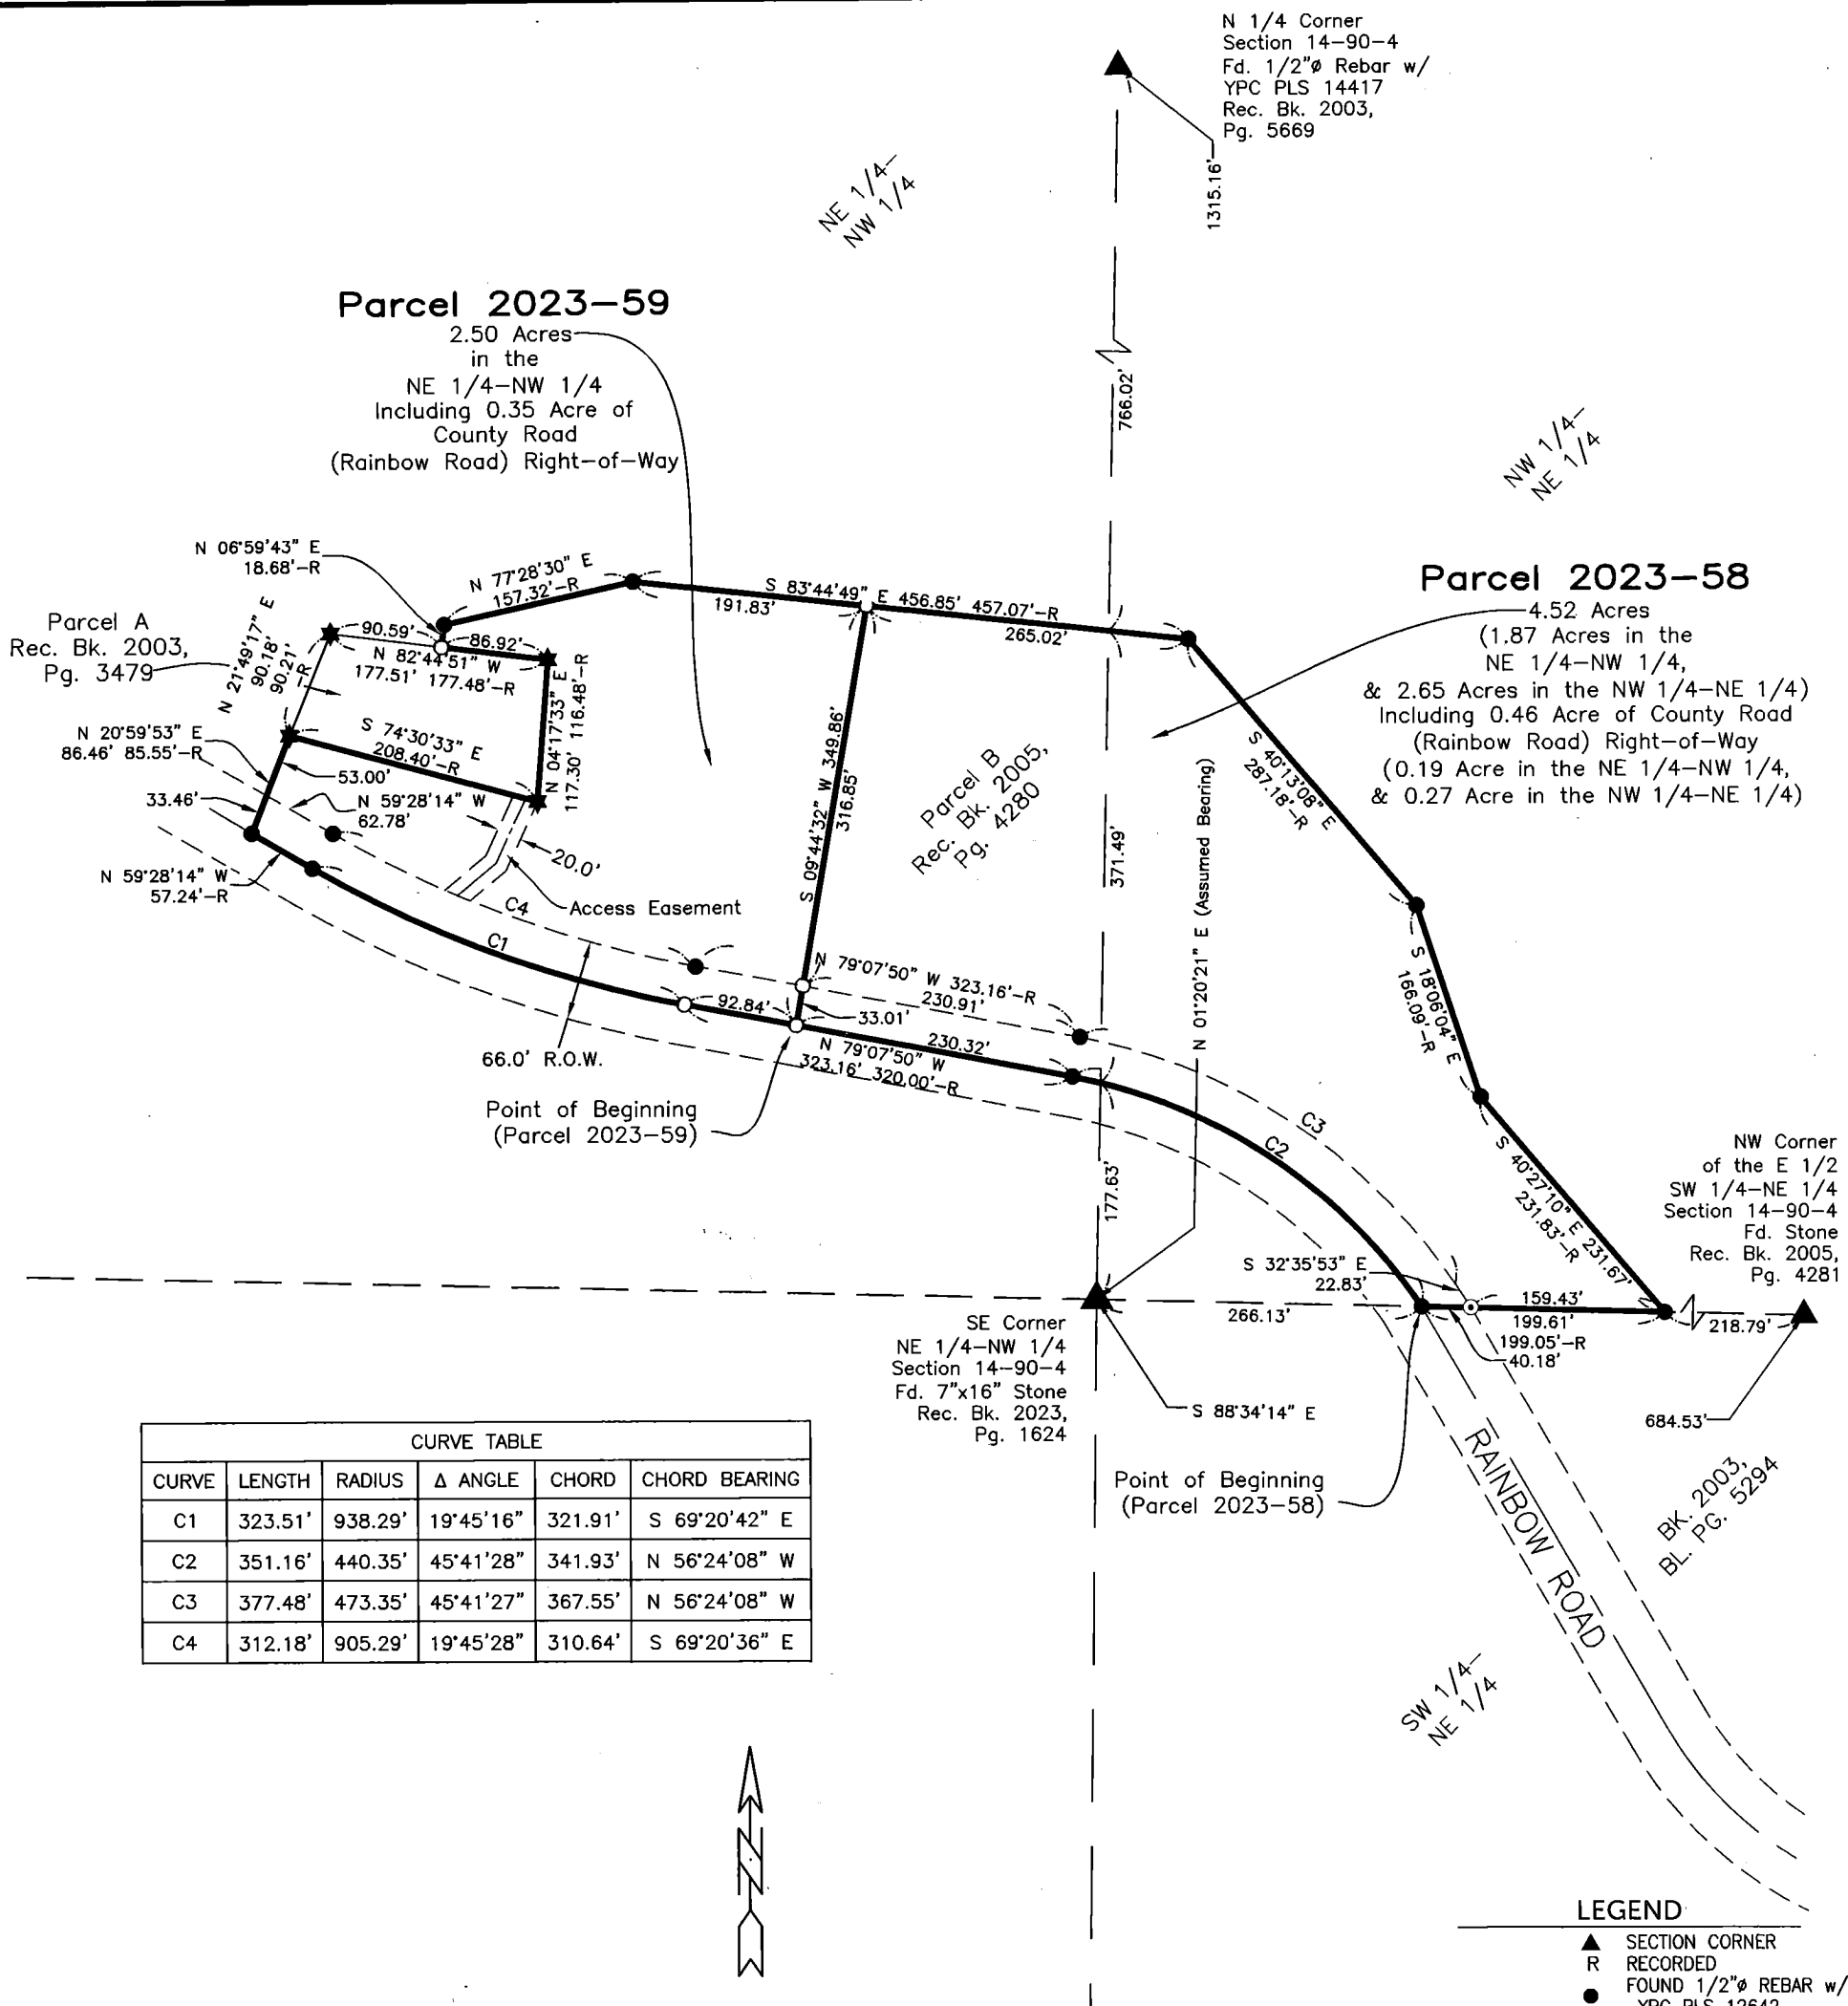 N 1/4 Corner
Section 14-90-4
Fd. 1/2"ø Rebar w/
YPC PLS 14417
Rec. Bk. 2003,
Pg. 5669
1315.16'
NE 1/4-
NW 1/4
766.02'
Parcel 2023-59
2.50 Acres
in the
NE 1/4-NW 1/4
Including 0.35 Acre of
County Road
(Rainbow Road) Right-of-Way
NW 1/4-
NE 1/4
Parcel 2023-58
4.52 Acres
(1.87 Acres in the
NE 1/4-NW 1/4,
& 2.65 Acres in the NW 1/4-NE 1/4)
Including 0.46 Acre of County Road
(Rainbow Road) Right-of-Way
(0.19 Acre in the NE 1/4-NW 1/4,
& 0.27 Acre in the NW 1/4-NE 1/4)
N 06°59'43" E
18.68'-R
N 77°28'30" E
157.32'-R
S 83°44'49" E 456.85' 457.07'-R
191.83'
265.02'
Parcel A
Rec. Bk. 2003,
Pg. 3479
N 21°49'17" E
90.18'
90.21'
-R
90.59'
86.92'
N 82°44'51" W
177.51' 177.48'-R
N 04°17'33" E
117.30' 116.48'-R
S 74°30'33" E
208.40'-R
N 20°59'53" E
86.46' 85.55'-R
53.00'
33.46'
N 59°28'14" W
62.78'
N 59°28'14" W
57.24'-R
20.0'
Access Easement
C4
C1
S 09°44'32" W 349.86'
316.85'
Parcel B
Rec. Bk. 2005,
Pg. 4280
371.49'
N 01°20'21" E (Assumed Bearing)
S 40°13'08" E
287.18'-R
S 18°06'04" E
166.09'-R
S 40°27'10" E 231.67'
231.83'-R
N 79°07'50" W 323.16'-R
230.91'
92.84'
33.01'
230.32'
N 79°07'50" W
323.16' 320.00'-R
66.0' R.O.W.
Point of Beginning
(Parcel 2023-59)
C3
C2
177.63'
NW Corner
of the E 1/2
SW 1/4-NE 1/4
Section 14-90-4
Fd. Stone
Rec. Bk. 2005,
Pg. 4281
S 32°35'53" E
22.83'
266.13'
159.43'
199.61'
199.05'-R
40.18'
218.79'
684.53'
SE Corner
NE 1/4-NW 1/4
Section 14-90-4
Fd. 7"x16" Stone
Rec. Bk. 2023,
Pg. 1624
S 88°34'14" E
Point of Beginning
(Parcel 2023-58)
RAINBOW ROAD
BK. 2003,
BL. PG. 5294
SW 1/4-
NE 1/4
CURVE TABLE
CURVE LENGTH RADIUS Δ ANGLE CHORD CHORD BEARING
C1 323.51' 938.29' 19°45'16" 321.91' S 69°20'42" E
C2 351.16' 440.35' 45°41'28" 341.93' N 56°24'08" W
C3 377.48' 473.35' 45°41'27" 367.55' N 56°24'08" W
C4 312.18' 905.29' 19°45'28" 310.64' S 69°20'36" E
N
LEGEND
▲ SECTION CORNER
R RECORDED
● FOUND 1/2"ø REBAR w/
YPC PLS 12642